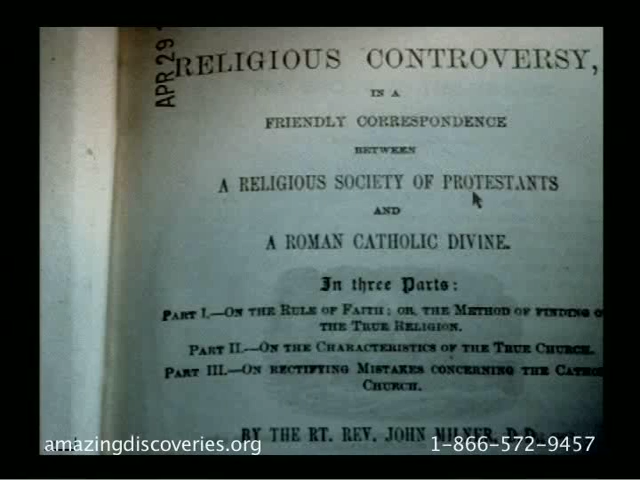 APR 29
RELIGIOUS CONTROVERSY,
IN A
FRIENDLY CORRESPONDENCE
BETWEEN
A RELIGIOUS SOCIETY OF PROTESTANTS
AND
A ROMAN CATHOLIC DIVINE.
In three Parts:
PART I.—ON THE RULE OF FAITH; OR, THE METHOD OF FINDING O
THE TRUE RELIGION.
PART II.—ON THE CHARACTERISTICS OF THE TRUE CHURCH.
PART III.—ON RECTIFYING MISTAKES CONCERNING THE CATHO
CHURCH.
BY THE RT. REV. JOHN MILNER, D.D.
amazingdiscoveries.org
1-866-572-9457